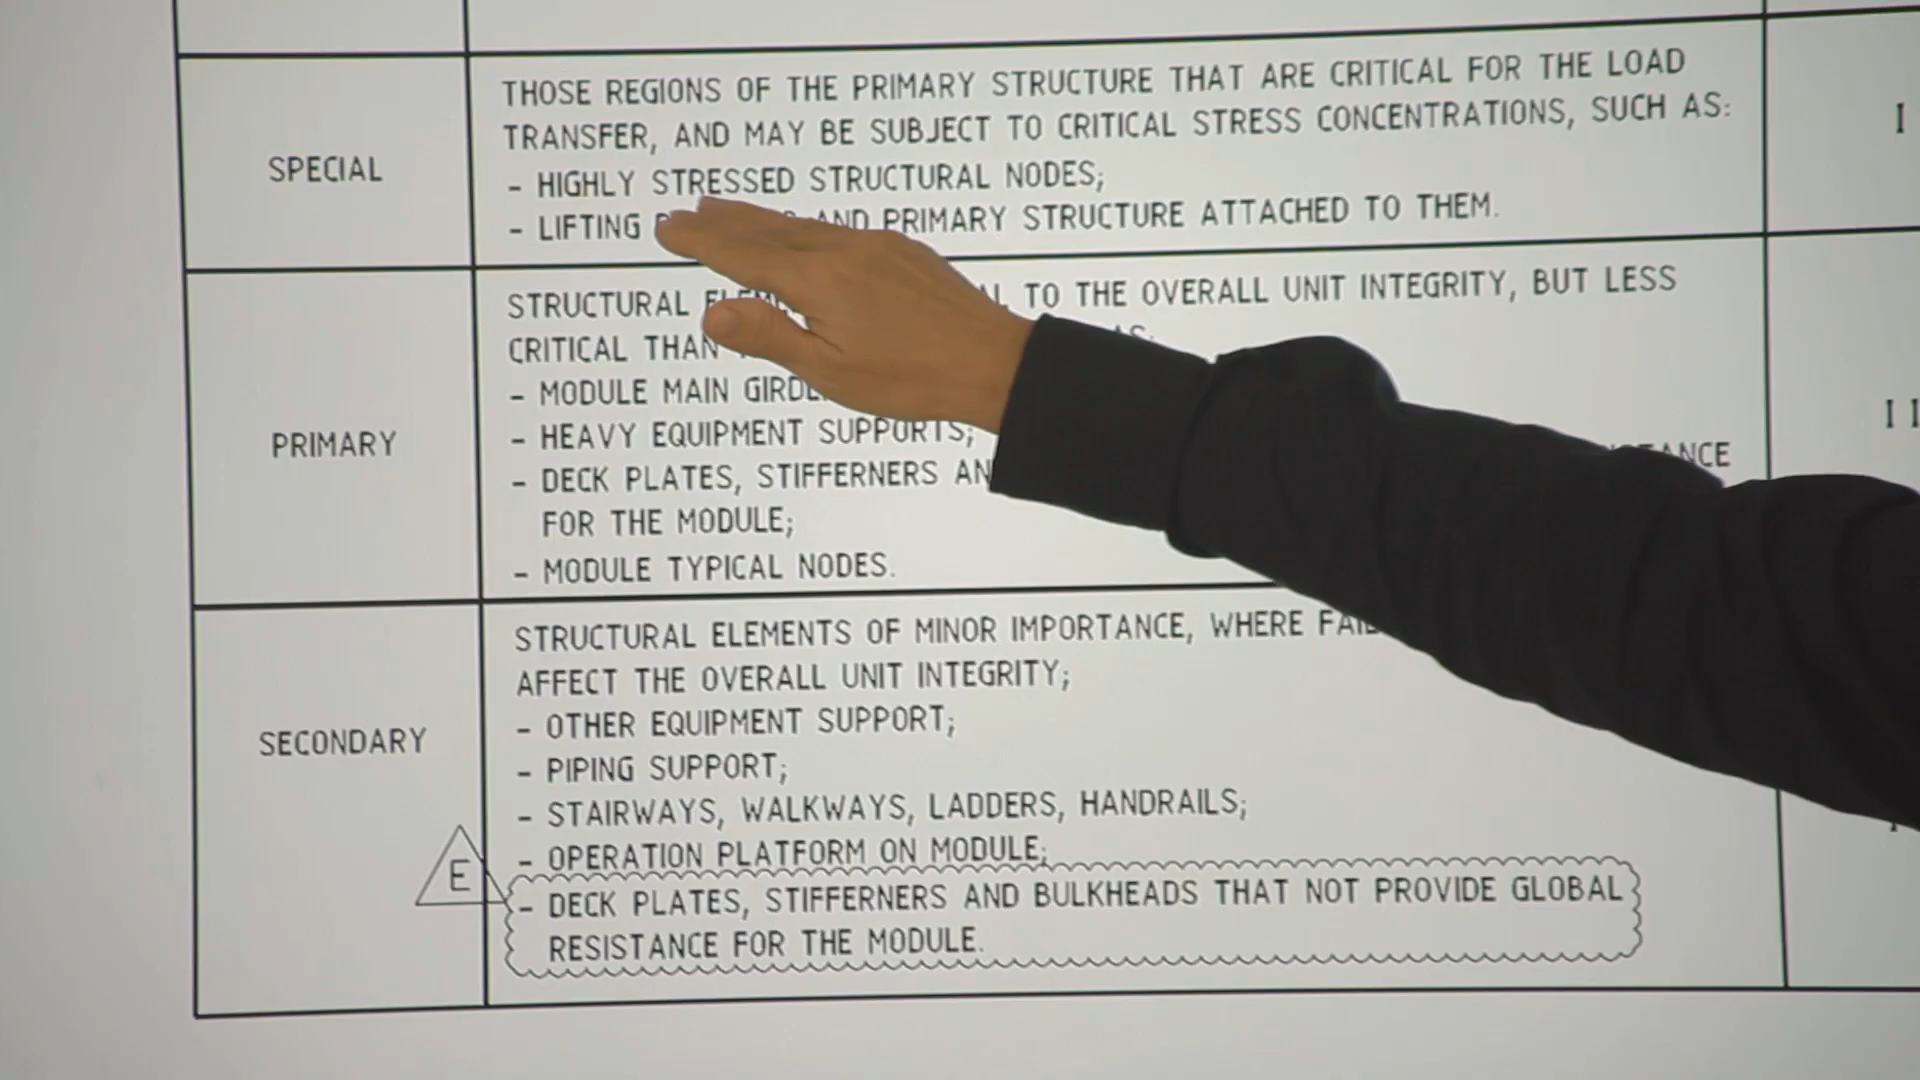 SPECIAL
THOSE REGIONS OF THE PRIMARY STRUCTURE THAT ARE CRITICAL FOR THE LOAD
TRANSFER, AND MAY BE SUBJECT TO CRITICAL STRESS CONCENTRATIONS, SUCH AS:
- HIGHLY STRESSED STRUCTURAL NODES;
- LIFTING AND PRIMARY STRUCTURE ATTACHED TO THEM.
I
PRIMARY
STRUCTURAL TO THE OVERALL UNIT INTEGRITY, BUT LESS
CRITICAL THAN AS:
- MODULE MAIN
- HEAVY EQUIPMENT SUPPORTS;
- DECK PLATES, STIFFERNERS
FOR THE MODULE;
- MODULE TYPICAL NODES.
II
SECONDARY
STRUCTURAL ELEMENTS OF MINOR IMPORTANCE, WHERE
AFFECT THE OVERALL UNIT INTEGRITY;
- OTHER EQUIPMENT SUPPORT;
- PIPING SUPPORT;
- STAIRWAYS, WALKWAYS, LADDERS, HANDRAILS;
- OPERATION PLATFORM ON MODULE;
E
- DECK PLATES, STIFFERNERS AND BULKHEADS THAT NOT PROVIDE GLOBAL
RESISTANCE FOR THE MODULE.